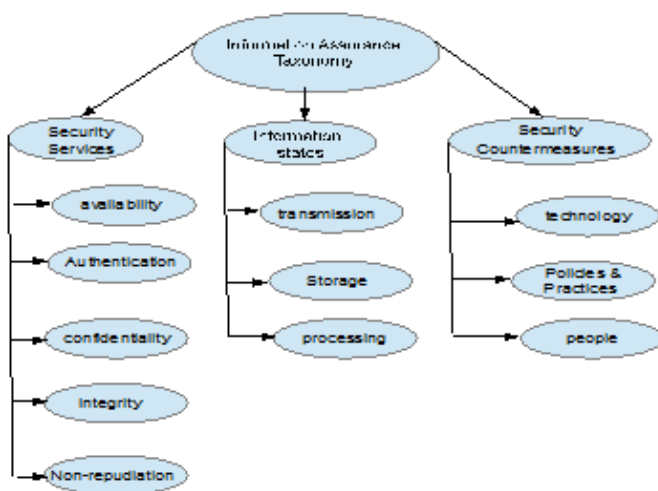 Information Assurance
Taxonomy
Security
Services
availability
Authentication
confidentiality
Integrity
Non-repudiation
Information
states
transmission
Storage
processing
Security
Countermeasures
technology
Policies &
Practices
people